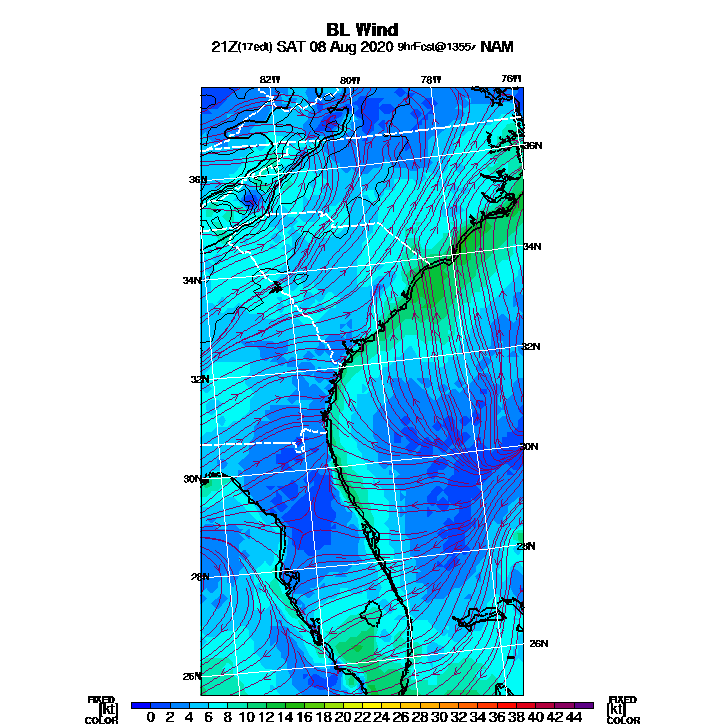 BL Wind
21Z(17edt) SAT 08 Aug 2020 9hrFcst@1355z NAM
82W 80W 78W 76W
36N 36N
34N 34N
32N 32N
30N 30N
28N 28N
26N 26N
FIXED FIXED
[kt] 0 2 4 6 8 10 12 14 16 18 20 22 24 26 28 30 32 34 36 38 40 42 44 [kt]
COLOR COLOR